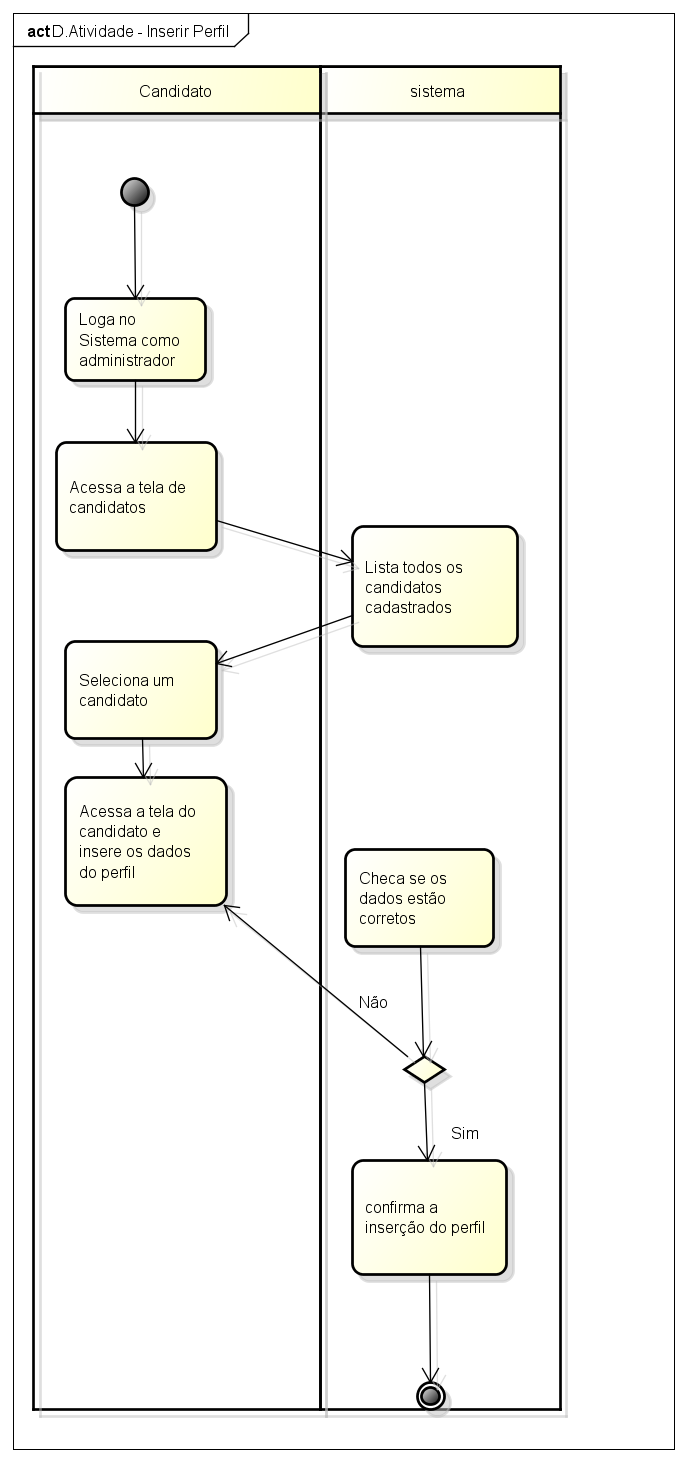 act D.Atividade - Inserir Perfil
Candidato
sistema
Loga no
Sistema como
administrador
Acessa a tela de
candidatos
Lista todos os
candidatos
cadastrados
Seleciona um
candidato
Acessa a tela do
candidato e
insere os dados
do perfil
Checa se os
dados estão
corretos
Não
Sim
confirma a
inserção do perfil